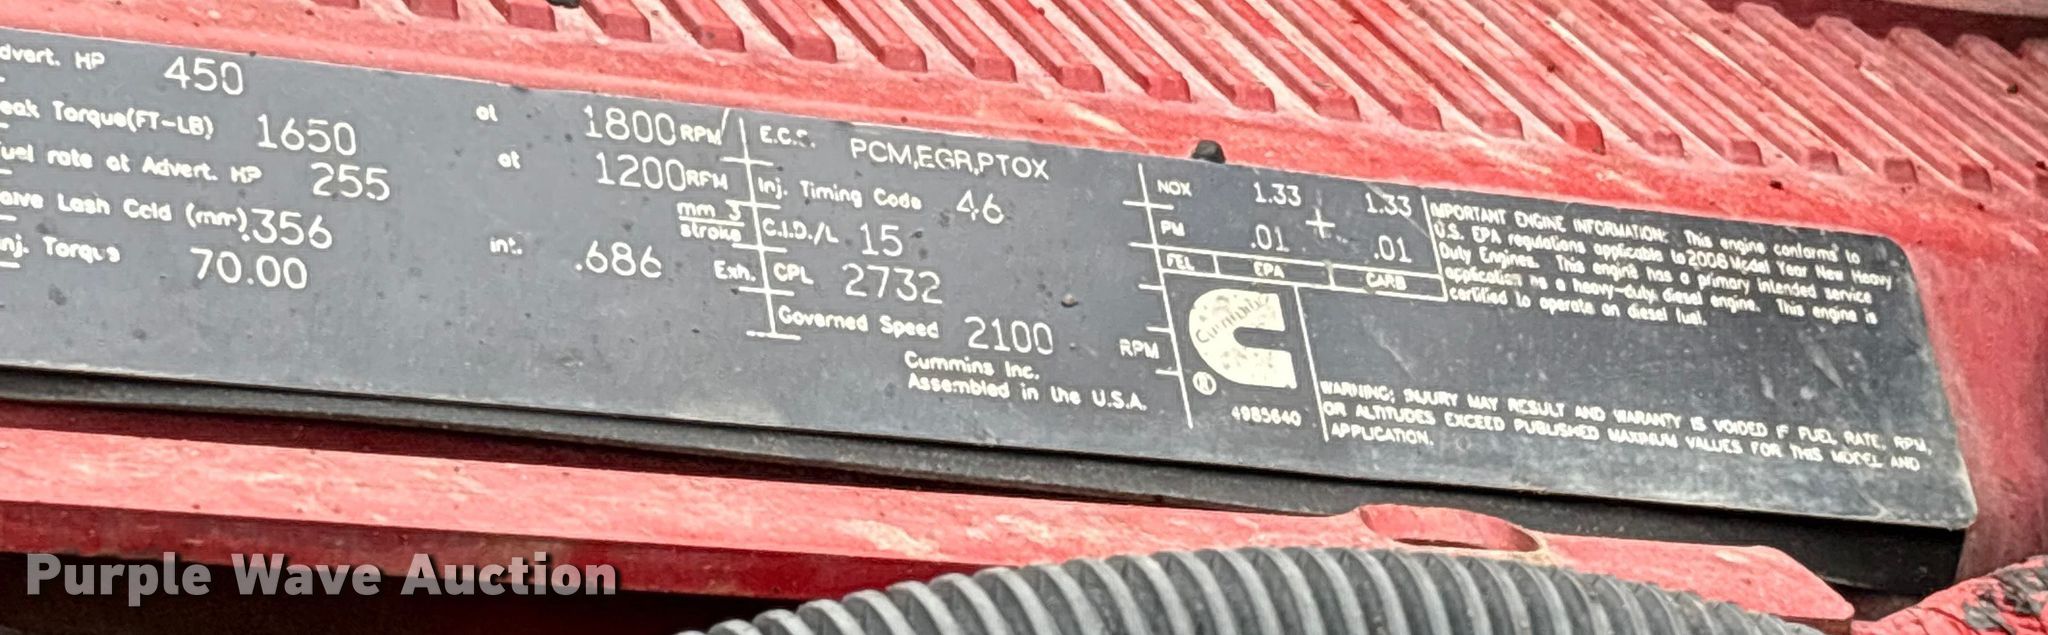 dvert. HP 450 at 1800 RPM
eak Torque(FT-LB) 1650 at 1200 RPM
uel rate at Advert. HP 255 mm 3 stroke
alve Lash Cold (mm) .356 int. .686 Exh.
nj. Torque 70.00
E.C.S. PCM,EGR,PTOX
Inj. Timing Code 46
C.I.D./L 15
CPL 2732
Governed Speed 2100 RPM
Cummins Inc.
Assembled in the U.S.A.
NOX 1.33 + 1.33
PM .01 .01
FEL EPA CARB
Cummins
®
4985640
IMPORTANT ENGINE INFORMATION: This engine conforms to
U.S. EPA regulations applicable to 2008 Model Year New Heavy
Duty Engines. This engine has a primary intended service
application as a heavy-duty diesel engine. This engine is
certified to operate on diesel fuel.
WARNING: INJURY MAY RESULT AND WARANTY IS VOIDED IF FUEL RATE, RPM,
OR ALTITUDES EXCEED PUBLISHED MAXIMUM VALUES FOR THIS MODEL AND
APPLICATION.
Purple Wave Auction